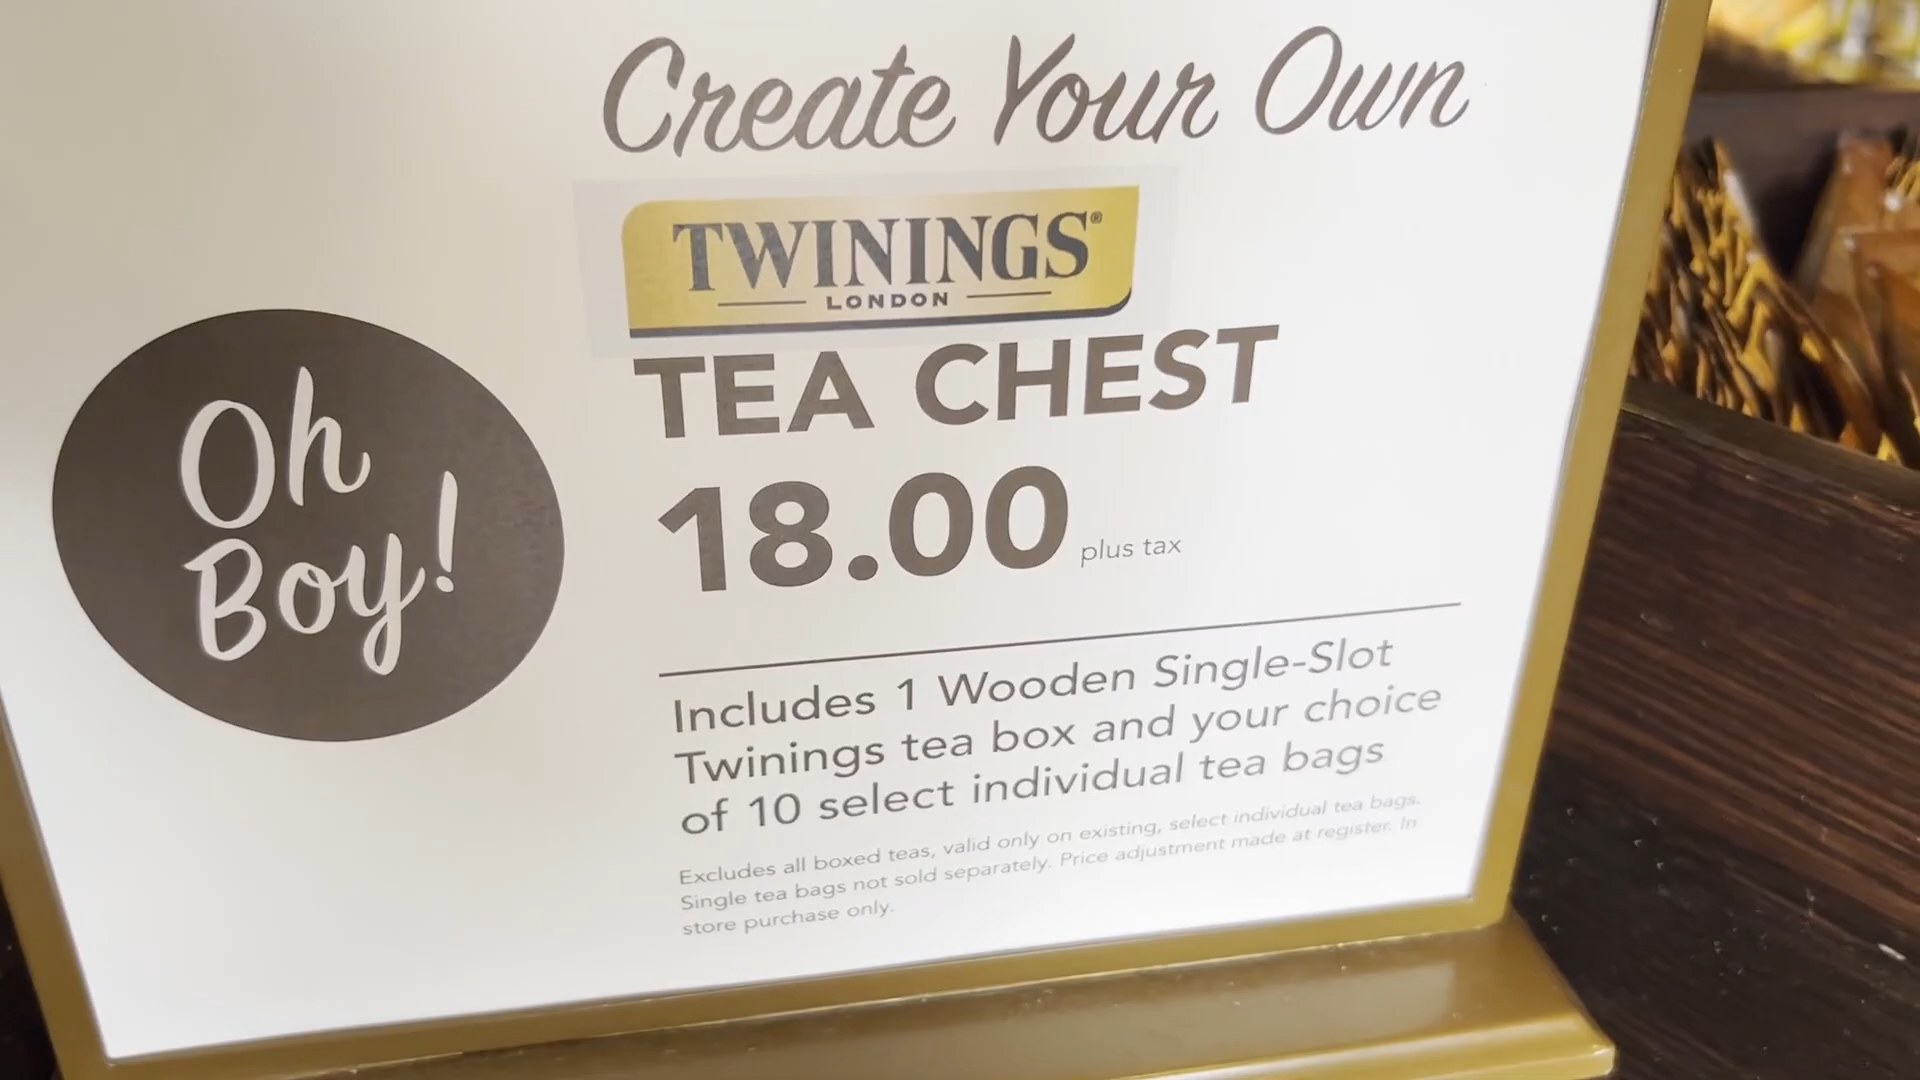 Create Your Own
TWININGS®
LONDON
TEA CHEST
18.00 plus tax
Oh
Boy!
Includes 1 Wooden Single-Slot
Twinings tea box and your choice
of 10 select individual tea bags
Excludes all boxed teas, valid only on existing, select individual tea bags.
Single tea bags not sold separately. Price adjustment made at register. In
store purchase only.